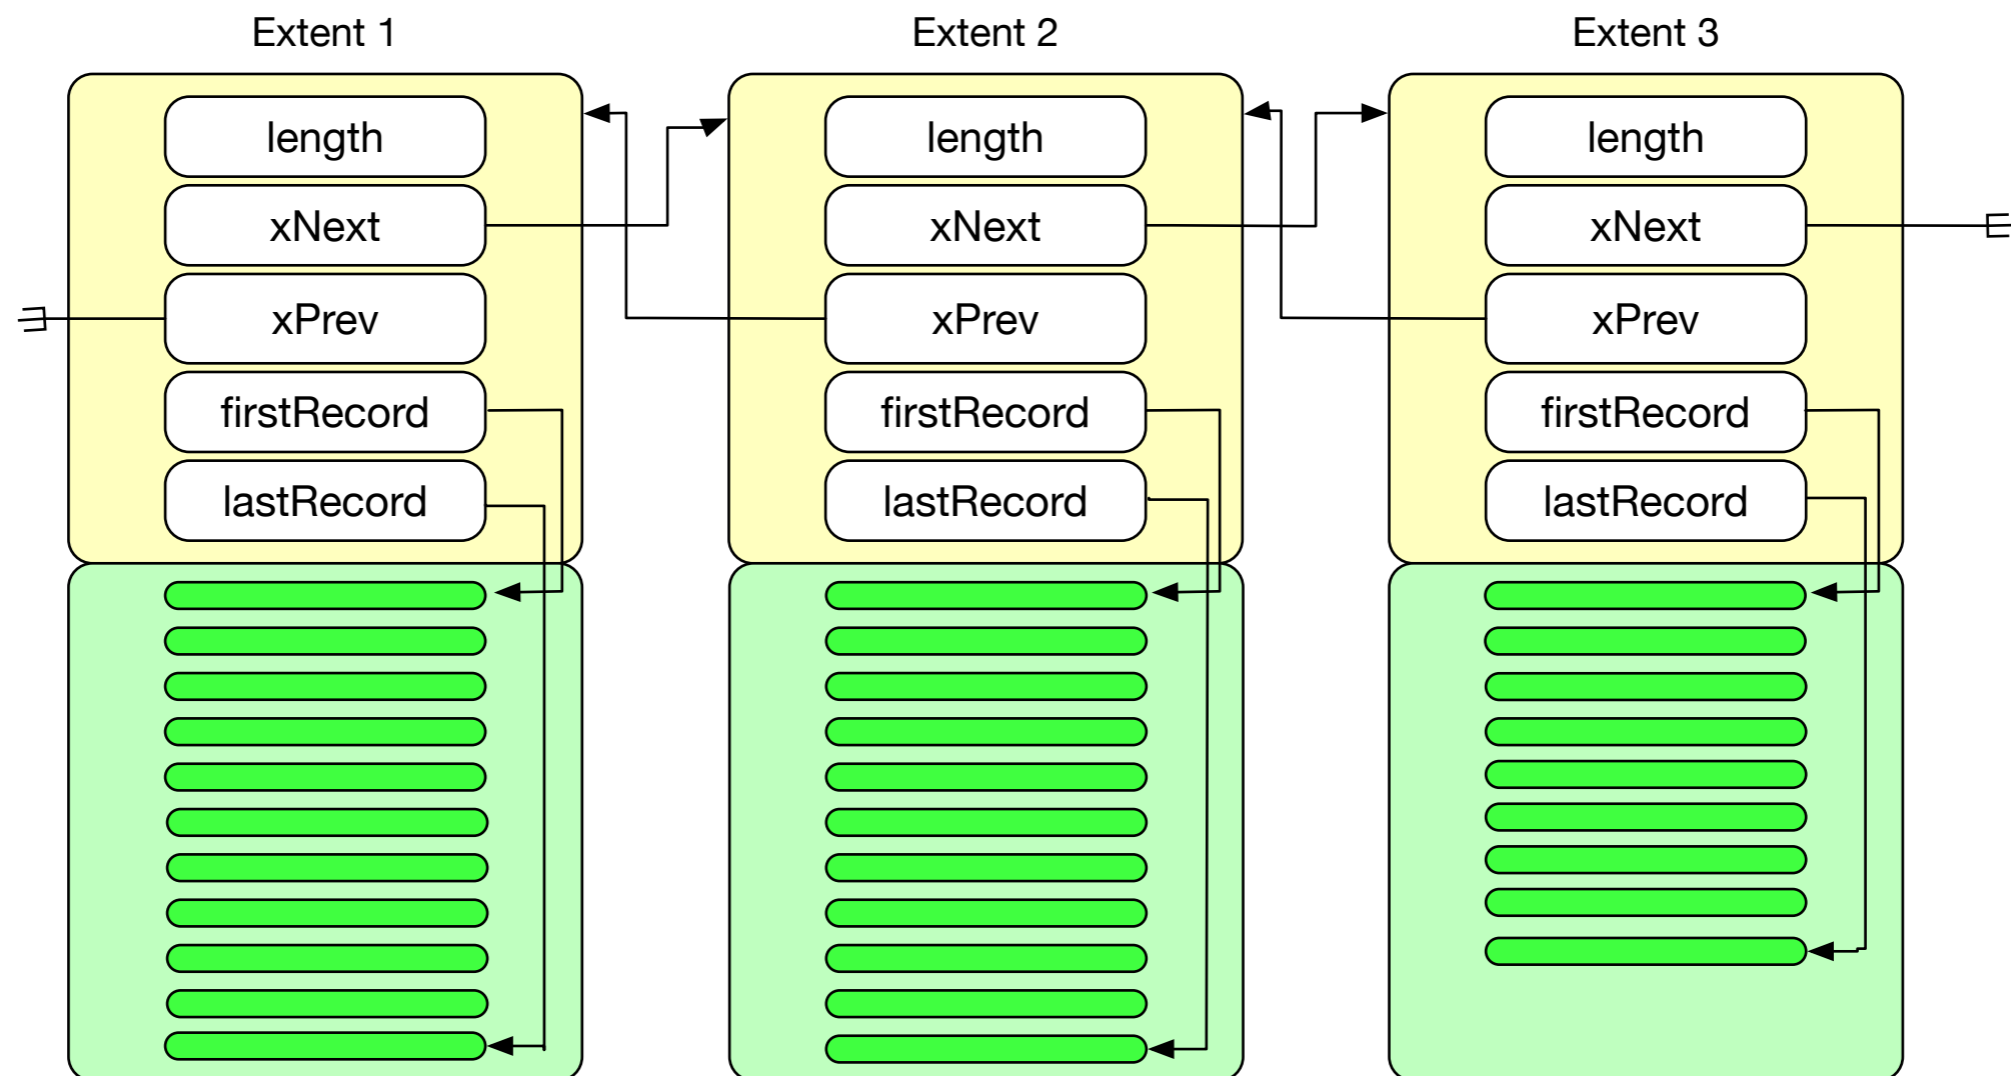 Extent 1
length
xNext
xPrev
firstRecord
lastRecord
Extent 2
length
xNext
xPrev
firstRecord
lastRecord
Extent 3
length
xNext
xPrev
firstRecord
lastRecord